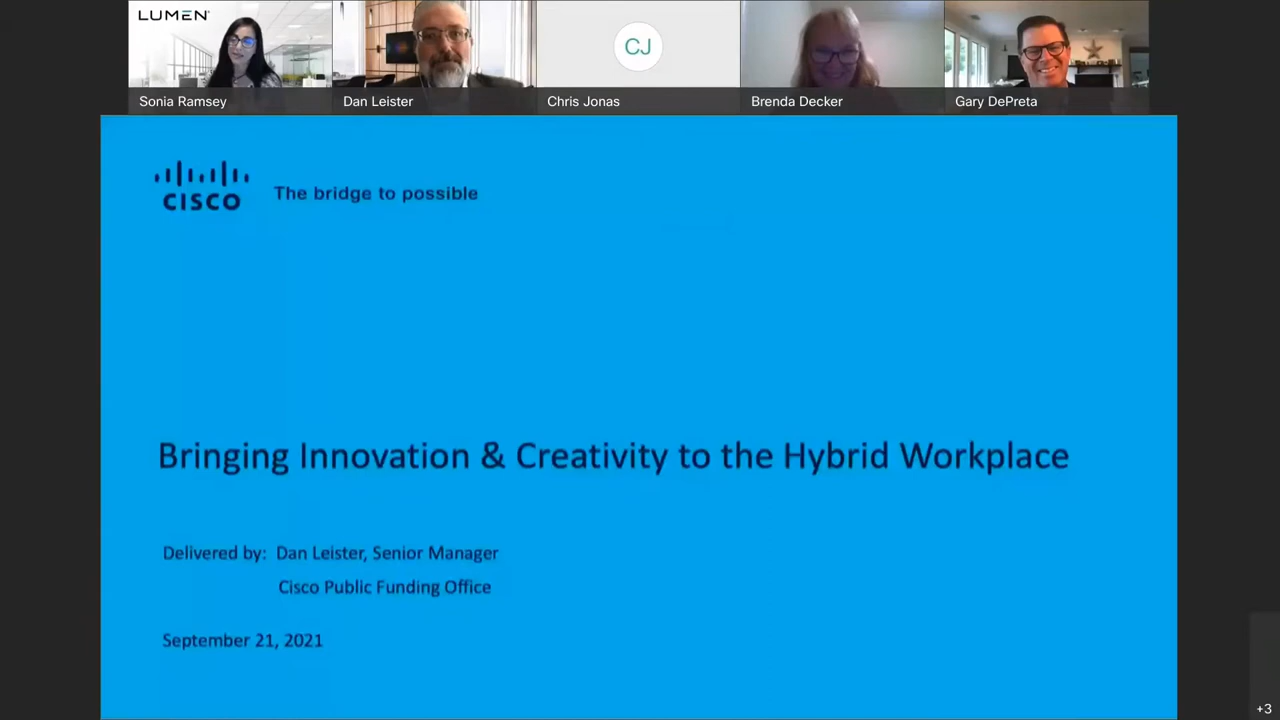 LUMEN
Sonia Ramsey
Dan Leister
CJ
Chris Jonas
Brenda Decker
Gary DePreta
CISCO
The bridge to possible
Bringing Innovation & Creativity to the Hybrid Workplace
Delivered by: Dan Leister, Senior Manager
Cisco Public Funding Office
September 21, 2021
+3